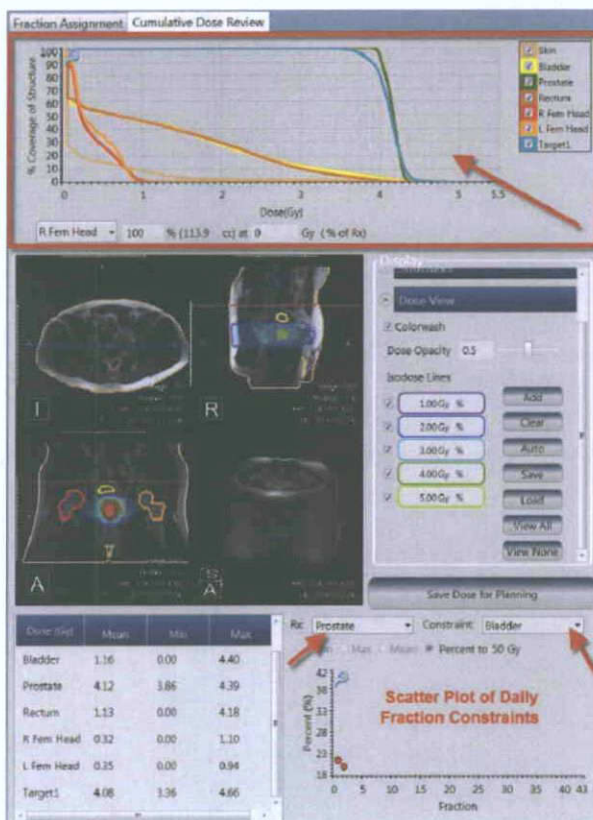 Fraction Assignment Cumulative Dose Review
% Coverage of Structure
100
90
80
70
60
50
40
30
20
10
0
0 1 2 3 4 5 5.5
Dose(Gy)
Skin
Bladder
Prostate
Rectum
R Fem Head
L Fem Head
Target1
R Fem Head 100 % (113.9 cc) at 0 Gy ( % of Rx)
I
R
A
S
A
Display
Structures
Dose View
Colorwash
Dose Opacity 0.5
Isodose Lines
1.00Gy %
2.00Gy %
3.00Gy %
4.00Gy %
5.00Gy %
Add
Clear
Auto
Save
Load
View All
View None
Save Dose for Planning
Dose (Gy) Mean Min Max
Bladder 1.16 0.00 4.40
Prostate 4.12 3.86 4.39
Rectum 1.13 0.00 4.18
R Fem Head 0.32 0.00 1.10
L Fem Head 0.35 0.00 0.94
Target1 4.08 3.36 4.66
Rx: Prostate Constraint: Bladder
Max Mean Percent to 50 Gy
Scatter Plot of Daily
Fraction Constraints
Percent (%)
42
38
33
28
23
18
0 5 10 15 20 25 30 35 40 43
Fraction